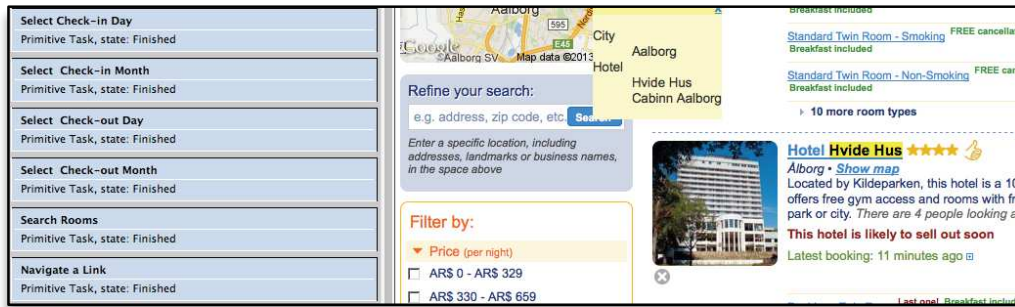 Select Check-in Day
Primitive Task, state: Finished
Select Check-in Month
Primitive Task, state: Finished
Select Check-out Day
Primitive Task, state: Finished
Select Check-out Month
Primitive Task, state: Finished
Search Rooms
Primitive Task, state: Finished
Navigate a Link
Primitive Task, state: Finished
Aalborg
595
E45
Google
Aalborg SV
Map data ©2013
x
City
Aalborg
Hotel
Hvide Hus
Cabinn Aalborg
Refine your search:
e.g. address, zip code, etc.
Search
Enter a specific location, including
addresses, landmarks or business names,
in the space above
Filter by:
Price (per night)
AR$ 0 - AR$ 329
AR$ 330 - AR$ 659
Breakfast included
Standard Twin Room - Smoking FREE cancella
Breakfast included
Standard Twin Room - Non-Smoking FREE can
Breakfast included
10 more room types
Hotel Hvide Hus
Ålborg • Show map
Located by Kildeparken, this hotel is a 10
offers free gym access and rooms with fr
park or city. There are 4 people looking a
This hotel is likely to sell out soon
Latest booking: 11 minutes ago
Last one! Breakfast includ